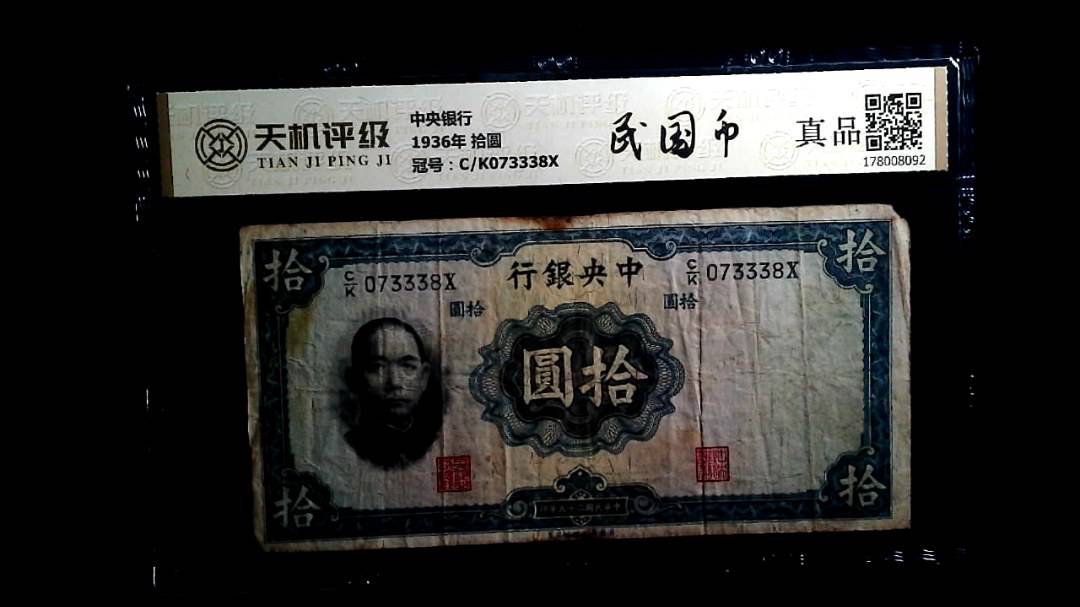 天机评级
TIAN JI PING JI
中央银行
1936年 拾圆
冠号：C/K073338X
民国币
真品
178008092
拾
拾
C/K 073338X
行銀央中
C/K 073338X
圓拾
圓拾
圓拾
拾
拾